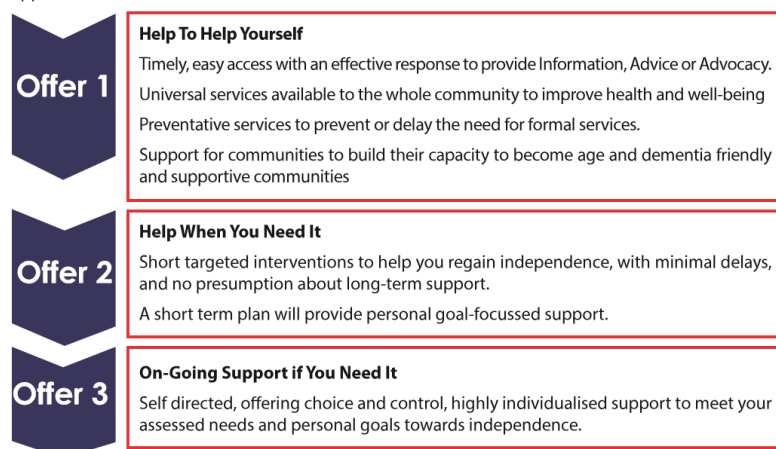 Offer 1
Help To Help Yourself
Timely, easy access with an effective response to provide Information, Advice or Advocacy.
Universal services available to the whole community to improve health and well-being
Preventative services to prevent or delay the need for formal services.
Support for communities to build their capacity to become age and dementia friendly
and supportive communities
Offer 2
Help When You Need It
Short targeted interventions to help you regain independence, with minimal delays,
and no presumption about long-term support.
A short term plan will provide personal goal-focussed support.
Offer 3
On-Going Support if You Need It
Self directed, offering choice and control, highly individualised support to meet your
assessed needs and personal goals towards independence.